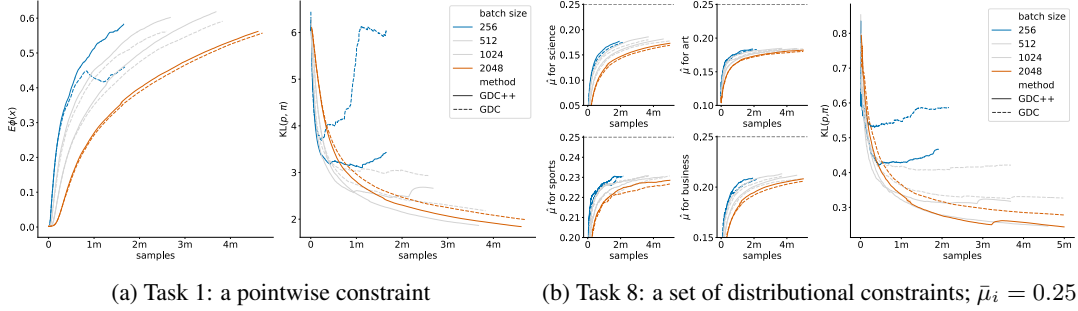 0.6
0.5
0.4
0.3
0.2
0.1
0.0
Eϕ(x)
0
1m
2m
3m
4m
samples
6
5
4
3
2
KL(p, π)
0
1m
2m
3m
4m
samples
batch size
256
512
1024
2048
method
GDC++
GDC
0.25
0.20
0.15
0.10
0.05
μ̂ for science
0
2m
4m
samples
0.25
0.20
0.15
0.10
μ̂ for art
0
2m
4m
samples
0.25
0.24
0.23
0.22
0.21
0.20
μ̂ for sports
0
2m
4m
samples
0.25
0.20
0.15
μ̂ for business
0
2m
4m
samples
0.8
0.7
0.6
0.5
0.4
0.3
KL(p, π)
0
1m
2m
3m
4m
5m
samples
batch size
256
512
1024
2048
method
GDC++
GDC
(a) Task 1: a pointwise constraint
(b) Task 8: a set of distributional constraints; μ̄ᵢ = 0.25